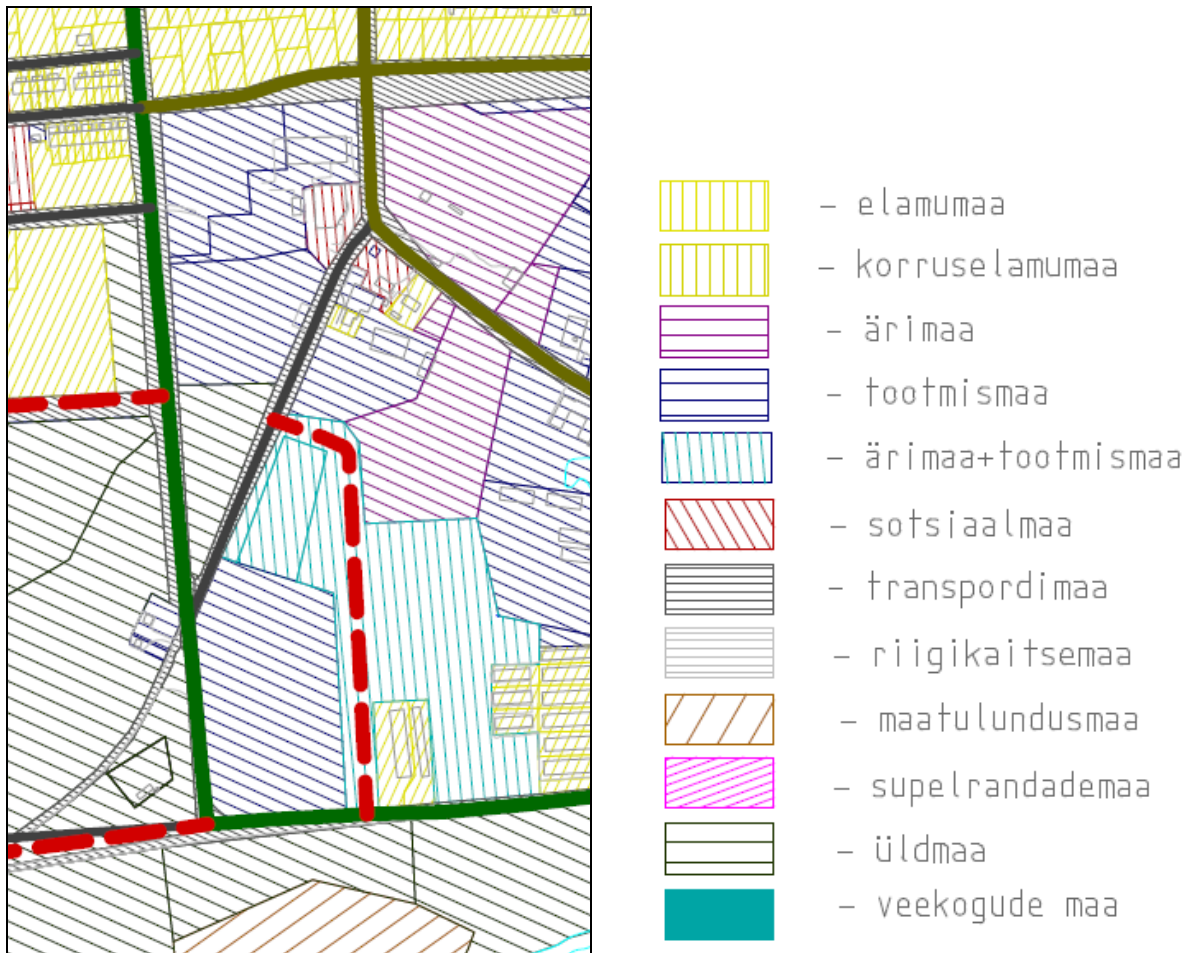 – elamumaa
– korruselamumaa
– ärimaa
– tootmismaa
– ärimaa+tootmismaa
– sotsiaalmaa
– transpordimaa
– riigikaitsemaa
– maatulundusmaa
– supelrandademaa
– üldmaa
– veekogude maa